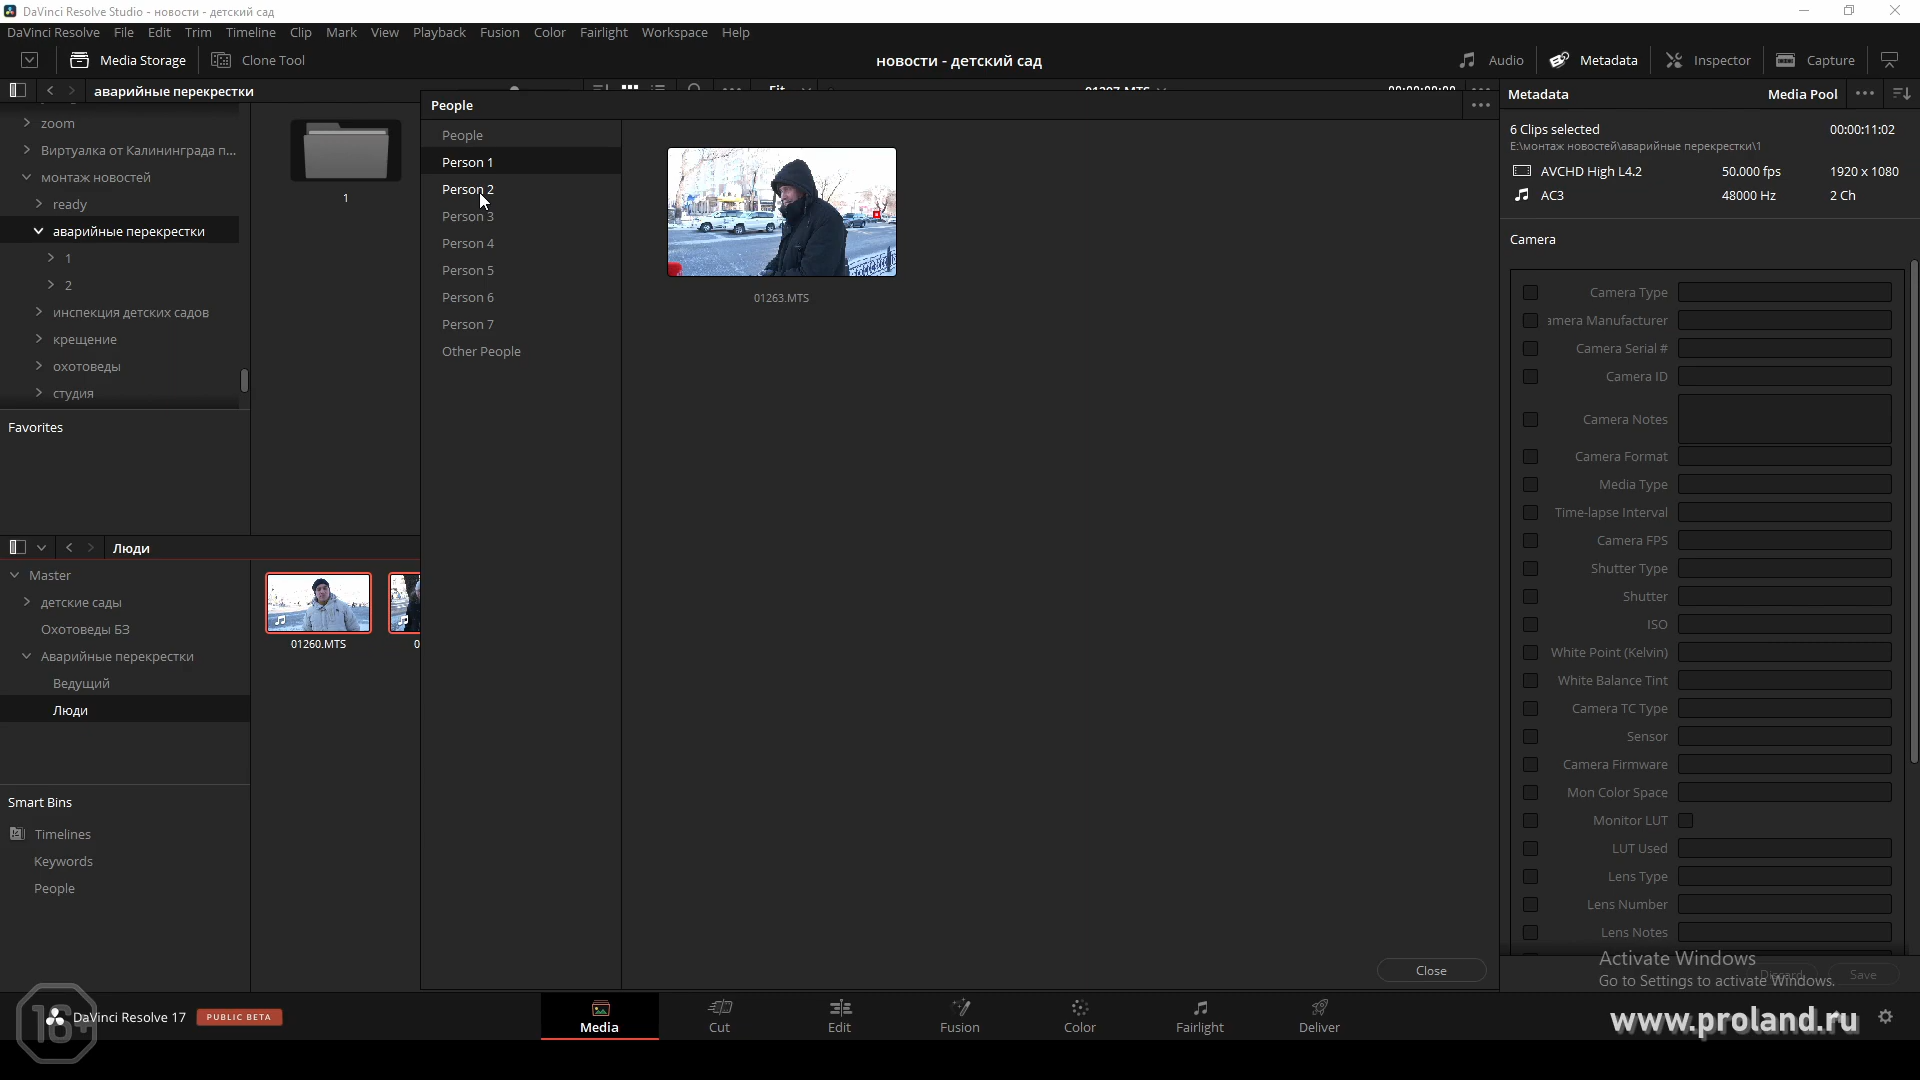 DaVinci Resolve Studio - новости - детский сад
DaVinci Resolve File Edit Trim Timeline Clip Mark View Playback Fusion Color Fairlight Workspace Help
Media Storage Clone Tool новости - детский сад Audio Metadata Inspector Capture
аварийные перекрестки
Fit
Metadata Media Pool
People
zoom
Виртуалка от Калининграда п...
монтаж новостей
ready
аварийные перекрестки
1
2
инспекция детских садов
крещение
охотоведы
студия
Favorites
1
People
Person 1
Person 2
Person 3
Person 4
Person 5
Person 6
Person 7
Other People
01263.MTS
6 Clips selected 00:00:11:02
E:\монтаж новостей\аварийные перекрестки\1
AVCHD High L4.2 50.000 fps 1920 x 1080
AC3 48000 Hz 2 Ch
Camera
Camera Type
amera Manufacturer
Camera Serial #
Camera ID
Camera Notes
Camera Format
Media Type
Time-lapse Interval
Camera FPS
Shutter Type
Shutter
ISO
White Point (Kelvin)
White Balance Tint
Camera TC Type
Sensor
Camera Firmware
Mon Color Space
Monitor LUT
LUT Used
Lens Type
Lens Number
Lens Notes
Люди
Master
детские сады
Охотоведы БЗ
Аварийные перекрестки
Ведущий
Люди
01260.MTS
0
Smart Bins
Timelines
Keywords
People
Close
Discard Save
Activate Windows
Go to Settings to activate Windows.
16+
DaVinci Resolve 17 PUBLIC BETA
Media Cut Edit Fusion Color Fairlight Deliver
www.proland.ru